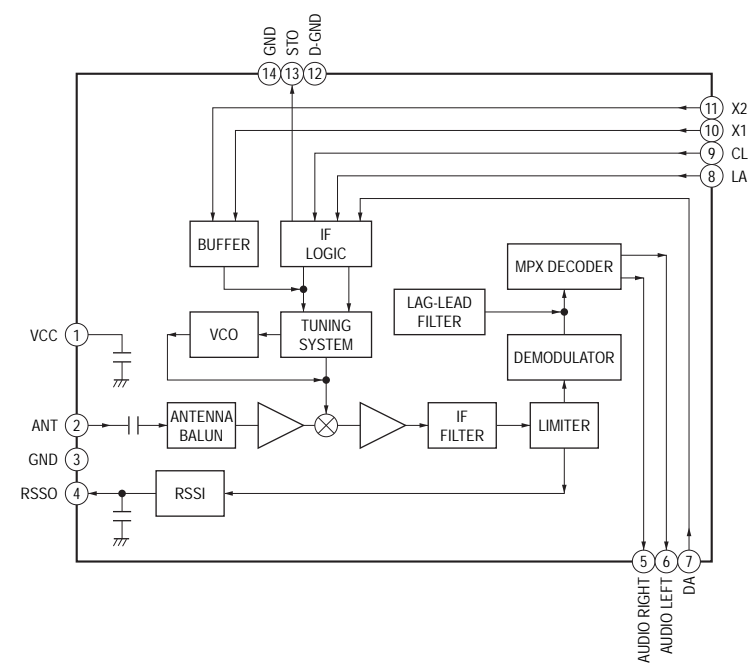 GND
STO
D-GND
14 13 12
11 X2
10 X1
9 CL
8 LA
BUFFER
IF
LOGIC
MPX DECODER
LAG-LEAD
FILTER
VCC 1
VCO
TUNING
SYSTEM
DEMODULATOR
ANT 2
ANTENNA
BALUN
IF
FILTER
LIMITER
GND 3
RSSO 4
RSSI
5 6 7
AUDIO RIGHT
AUDIO LEFT
DA